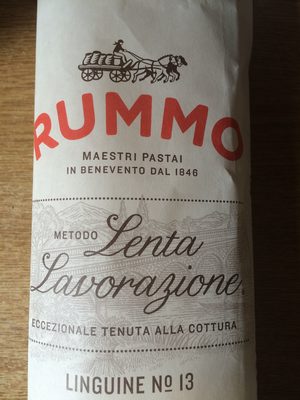 RUMMO
MAESTRI PASTAI
IN BENEVENTO DAL 1846
METODO Lenta
Lavorazione
ECCEZIONALE TENUTA ALLA COTTURA
LINGUINE Nº 13